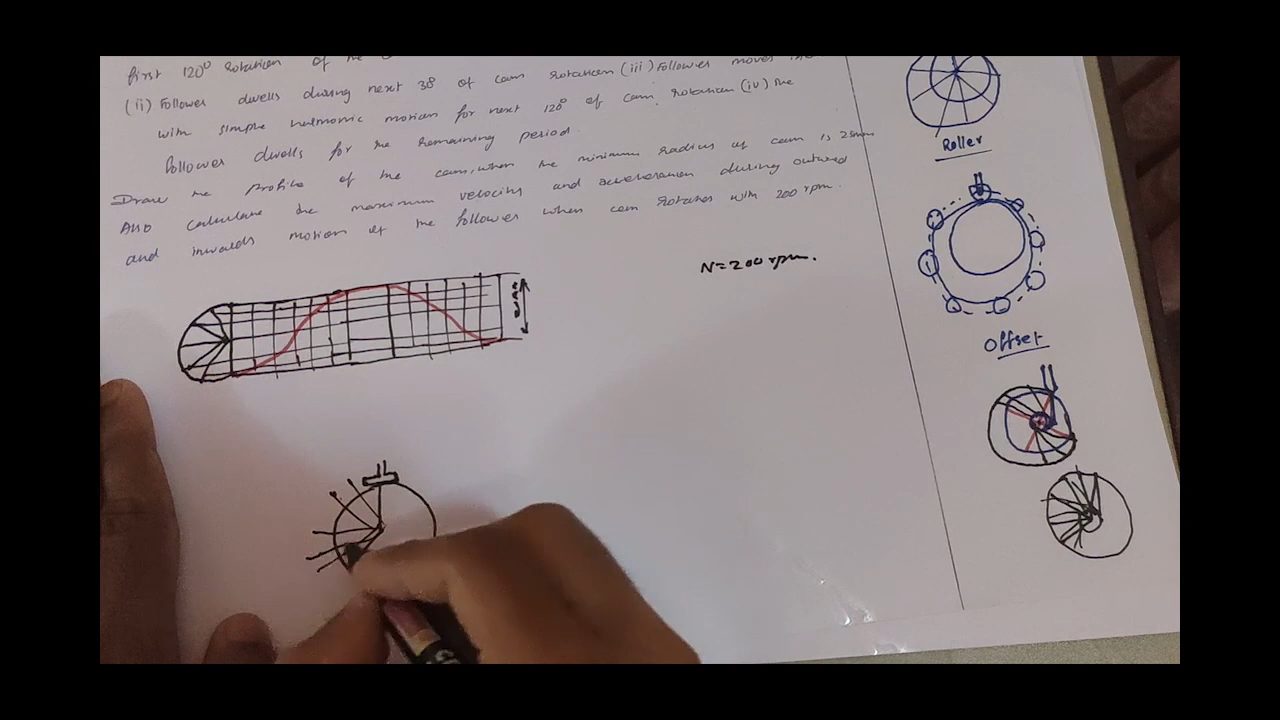 first 120° rotation of the
(ii) Follower dwells during next 30° of cam rotation (iii) Follower moves
with simple harmonic motion for next 120° of cam rotation (iv) The
follower dwells for the remaining period.
Draw the profile of the cam, when the minimum radius of cam is 25mm
Also calculate the maximum velocity and acceleration during outward
and inwards motion of the follower when cam rotates with 200 rpm.
N=200 rpm.
Roller
Offset